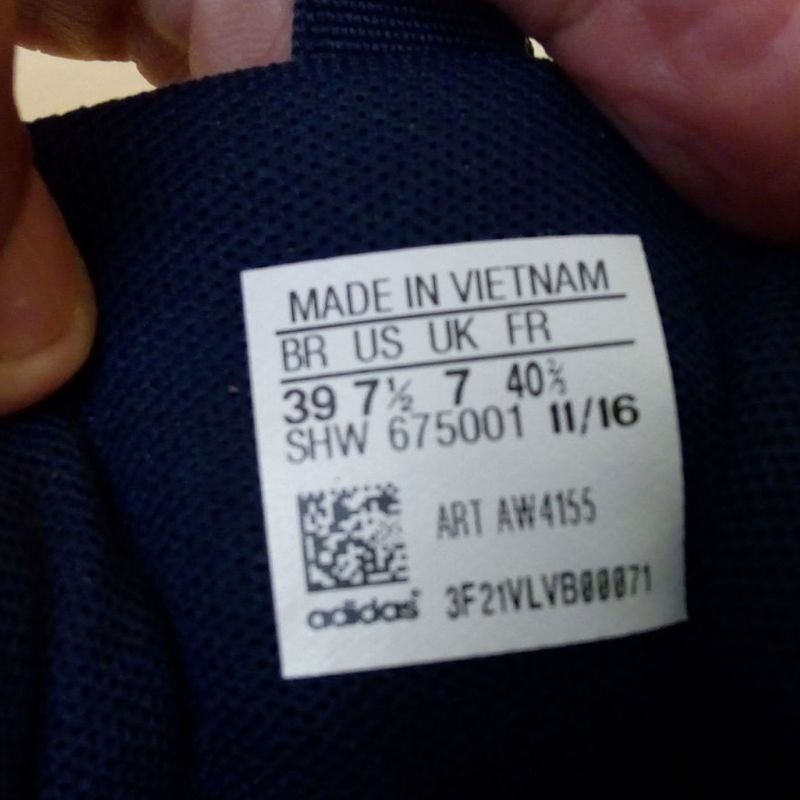 MADE IN VIETNAM
BR US UK FR
39 7½ 7 40⅔
SHW 675001 11/16
ART AW4155
adidas® 3F21VLVB00071